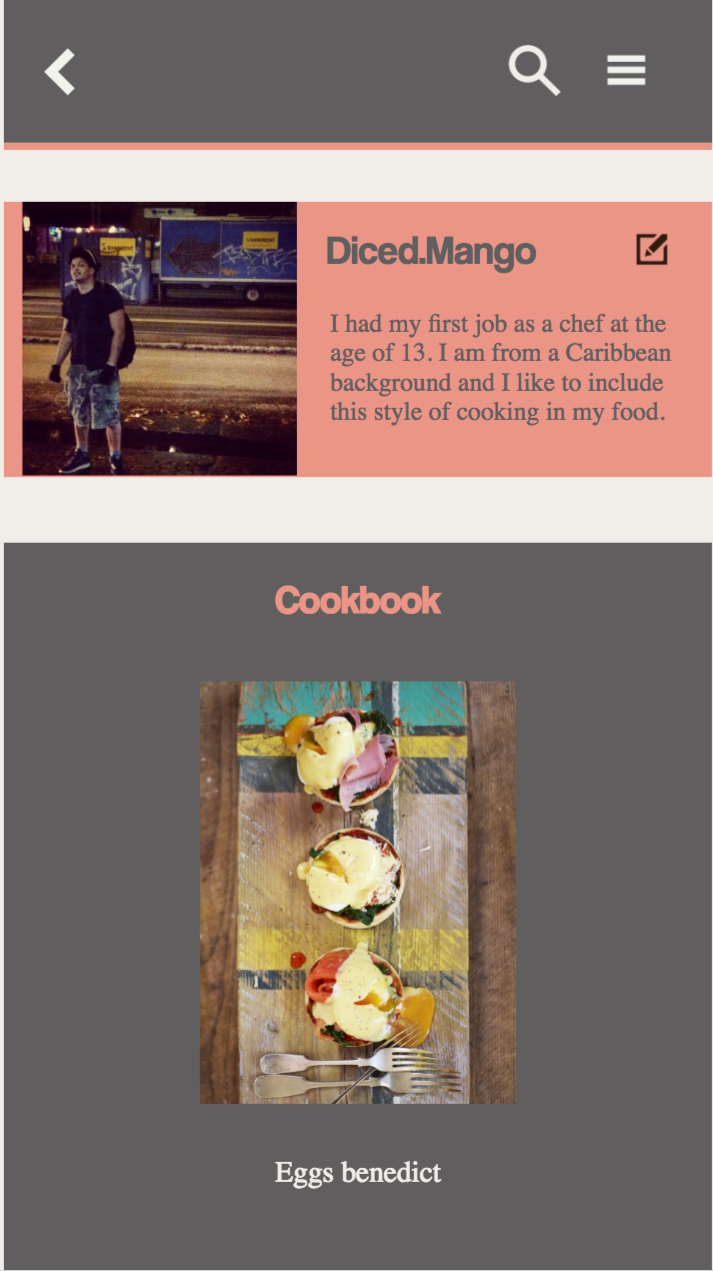 Diced.Mango
I had my first job as a chef at the
age of 13. I am from a Caribbean
background and I like to include
this style of cooking in my food.
Cookbook
Eggs benedict